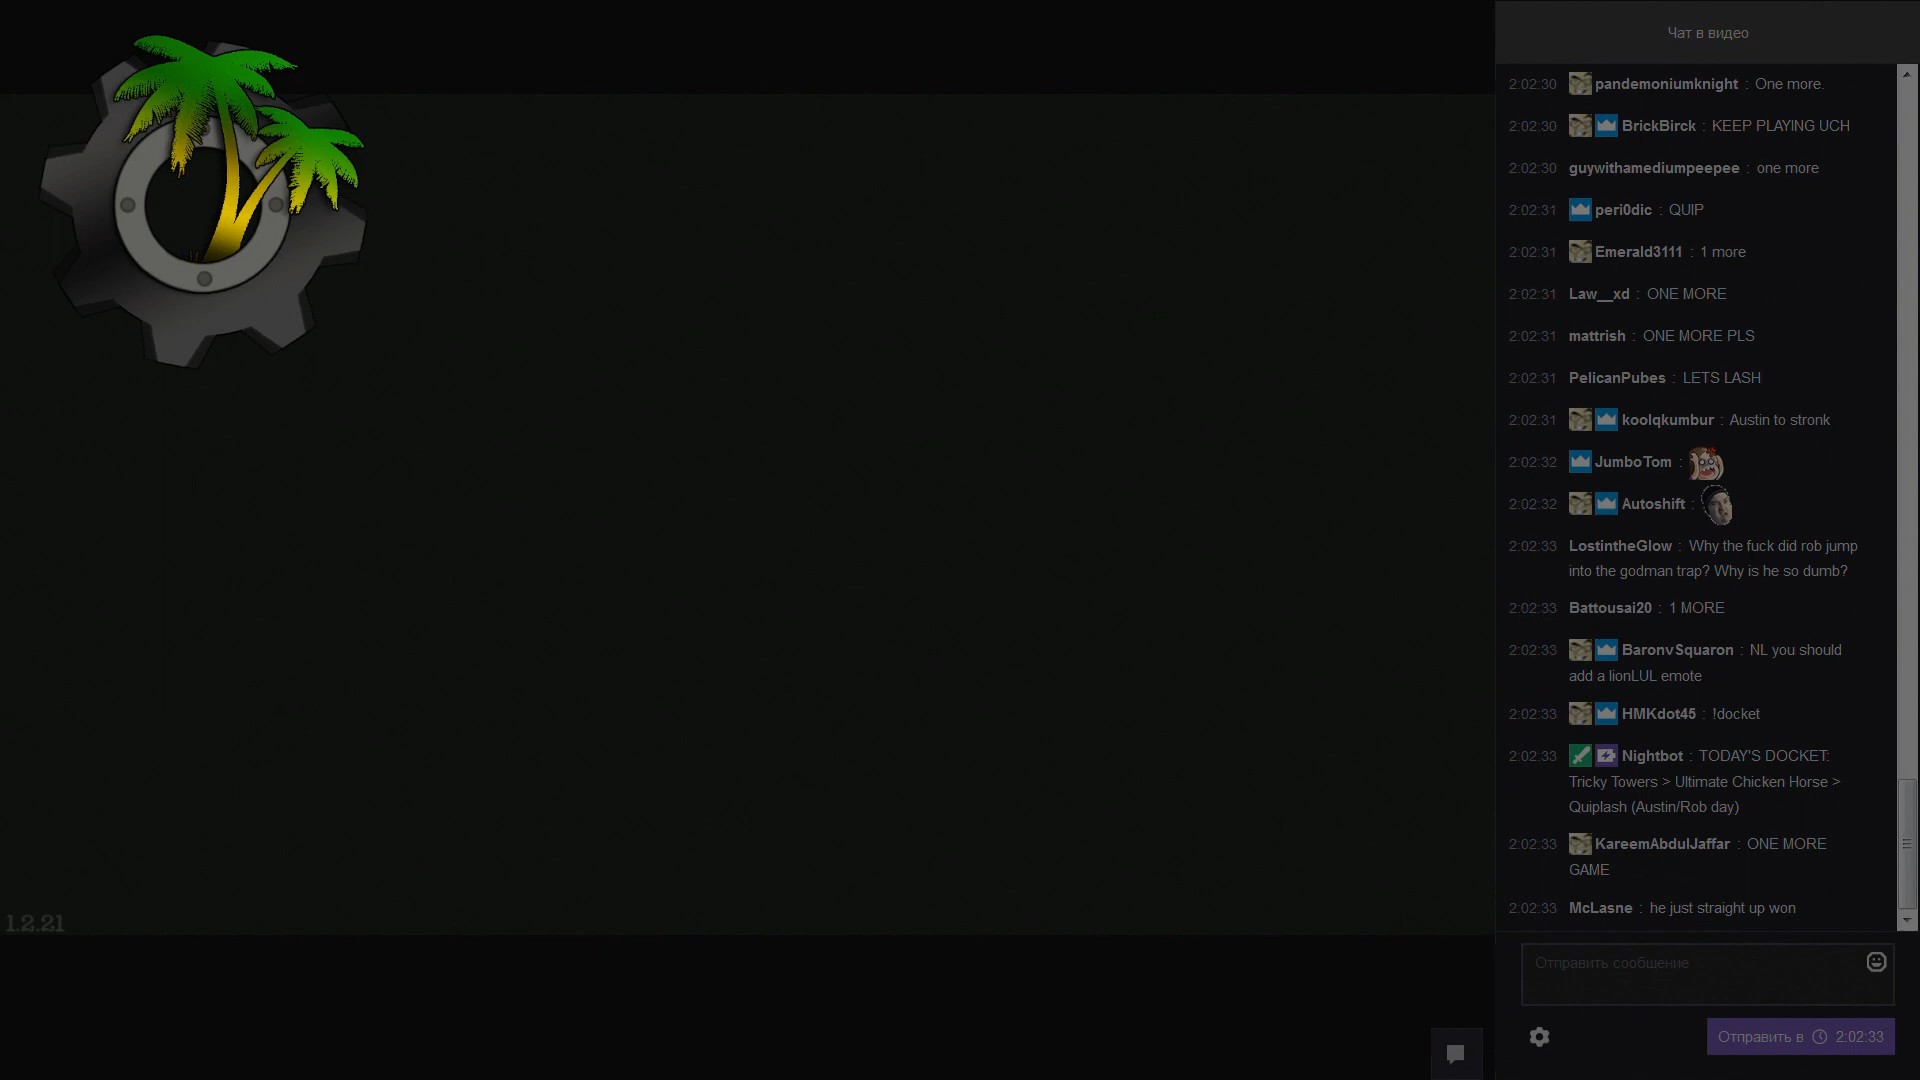 Чат в видео
2:02:30 pandemoniumknight : One more.
2:02:30 BrickBirck : KEEP PLAYING UCH
2:02:30 guywithamediumpeepee : one more
2:02:31 peri0dic : QUIP
2:02:31 Emerald3111 : 1 more
2:02:31 Law__xd : ONE MORE
2:02:31 mattrish : ONE MORE PLS
2:02:31 PelicanPubes : LETS LASH
2:02:31 koolqkumbur : Austin to stronk
2:02:32 JumboTom :
2:02:32 Autoshift :
2:02:33 LostintheGlow : Why the fuck did rob jump
into the godman trap? Why is he so dumb?
2:02:33 Battousai20 : 1 MORE
2:02:33 BaronvSquaron : NL you should
add a lionLUL emote
2:02:33 HMKdot45 : !docket
2:02:33 Nightbot : TODAY'S DOCKET:
Tricky Towers > Ultimate Chicken Horse >
Quiplash (Austin/Rob day)
2:02:33 KareemAbdulJaffar : ONE MORE
GAME
2:02:33 McLasne : he just straight up won
1.2.21
Отправить сообщение
Отправить в 2:02:33